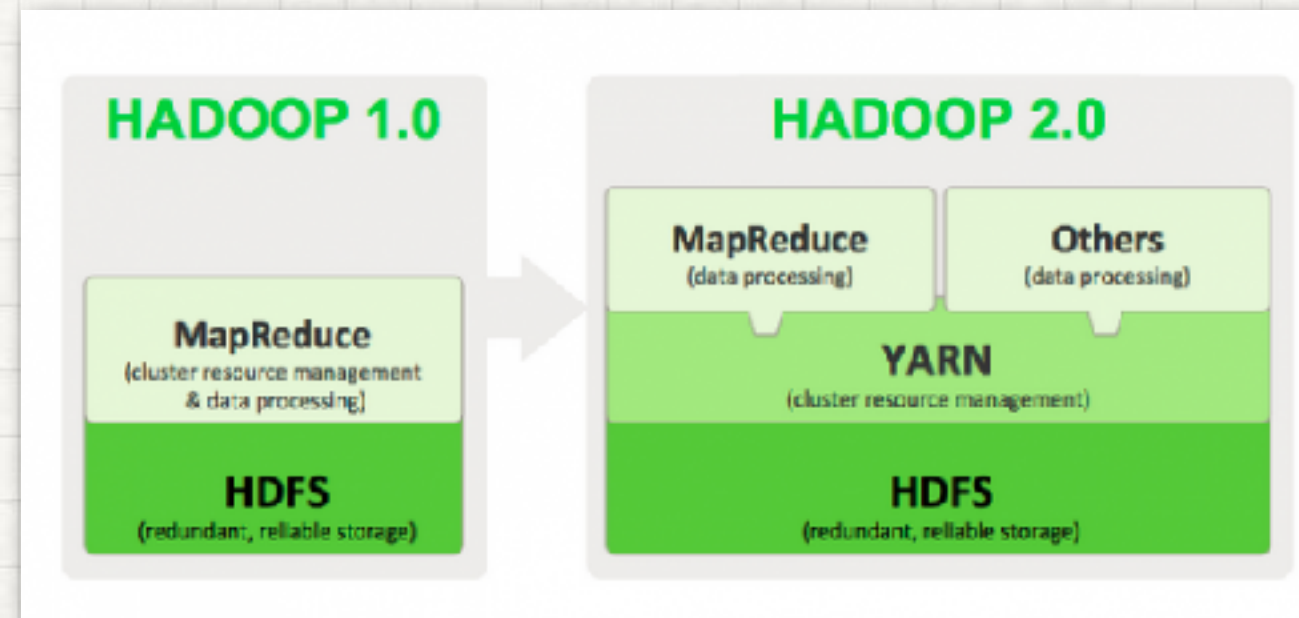 HADOOP 1.0
MapReduce
(cluster resource management
& data processing)
HDFS
(redundant, reliable storage)
HADOOP 2.0
MapReduce
(data processing)
Others
(data processing)
YARN
(cluster resource management)
HDFS
(redundant, reliable storage)